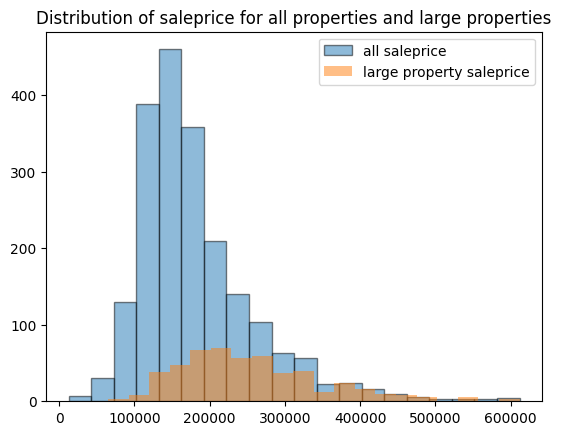 Distribution of saleprice for all properties and large properties
all saleprice
large property saleprice
400
300
200
100
0
0 100000 200000 300000 400000 500000 600000